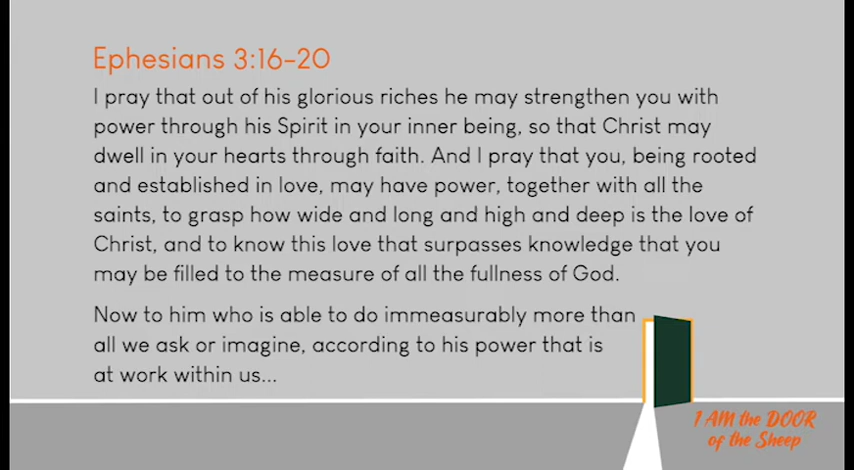 Ephesians 3:16-20
I pray that out of his glorious riches he may strengthen you with
power through his Spirit in your inner being, so that Christ may
dwell in your hearts through faith. And I pray that you, being rooted
and established in love, may have power, together with all the
saints, to grasp how wide and long and high and deep is the love of
Christ, and to know this love that surpasses knowledge that you
may be filled to the measure of all the fullness of God.
Now to him who is able to do immeasurably more than
all we ask or imagine, according to his power that is
at work within us...
I AM the DOOR
of the Sheep